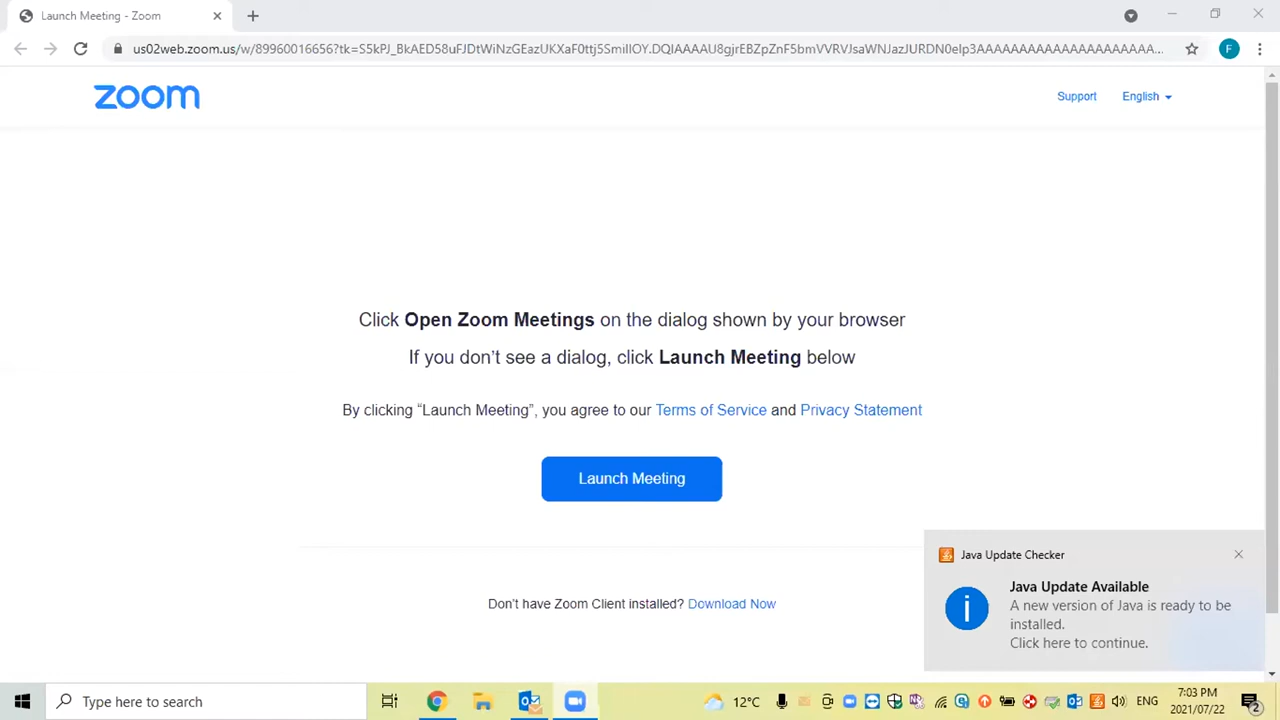 Launch Meeting - Zoom
us02web.zoom.us/w/89960016656?tk=S5kPJ_BkAED58uFJDtWiNzGEazUKXaF0ttj5SmiIlOY.DQIAAAAU8gjrEBZpZnF5bmVVRVJsaWNJazJURDN0elp3AAAAAAAAAAAAAAAAAAAAAA...
F
zoom
Support
English
Click Open Zoom Meetings on the dialog shown by your browser
If you don't see a dialog, click Launch Meeting below
By clicking “Launch Meeting”, you agree to our Terms of Service and Privacy Statement
Launch Meeting
Don't have Zoom Client installed? Download Now
Java Update Checker
Java Update Available
A new version of Java is ready to be
installed.
Click here to continue.
Type here to search
12°C
ENG
7:03 PM
2021/07/22
2